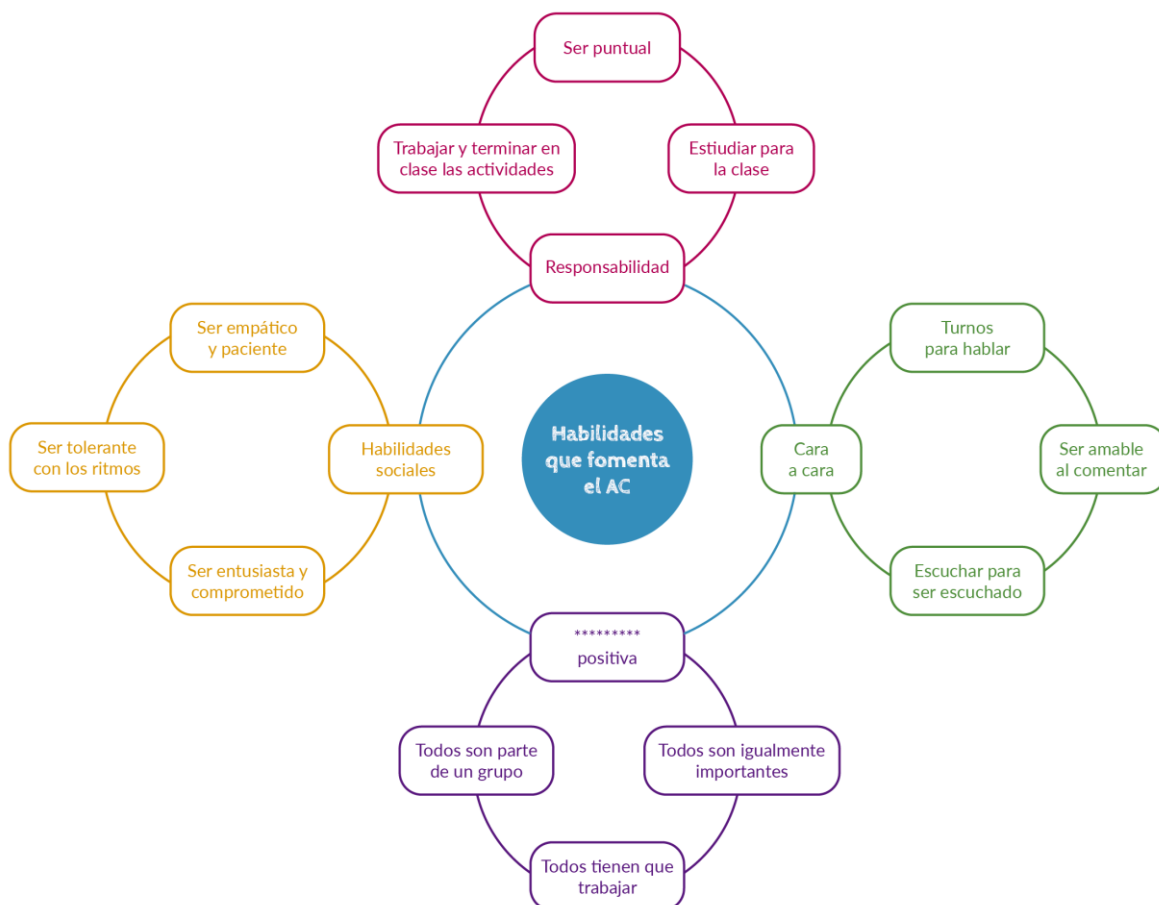 Ser puntual
Trabajar y terminar en
clase las actividades
Estiudiar para
la clase
Responsabilidad
Ser empático
y paciente
Ser tolerante
con los ritmos
Habilidades
sociales
Ser entusiasta y
comprometido
Habilidades
que fomenta
el AC
Turnos
para hablar
Cara
a cara
Ser amable
al comentar
Escuchar para
ser escuchado
*********
positiva
Todos son parte
de un grupo
Todos son igualmente
importantes
Todos tienen que
trabajar